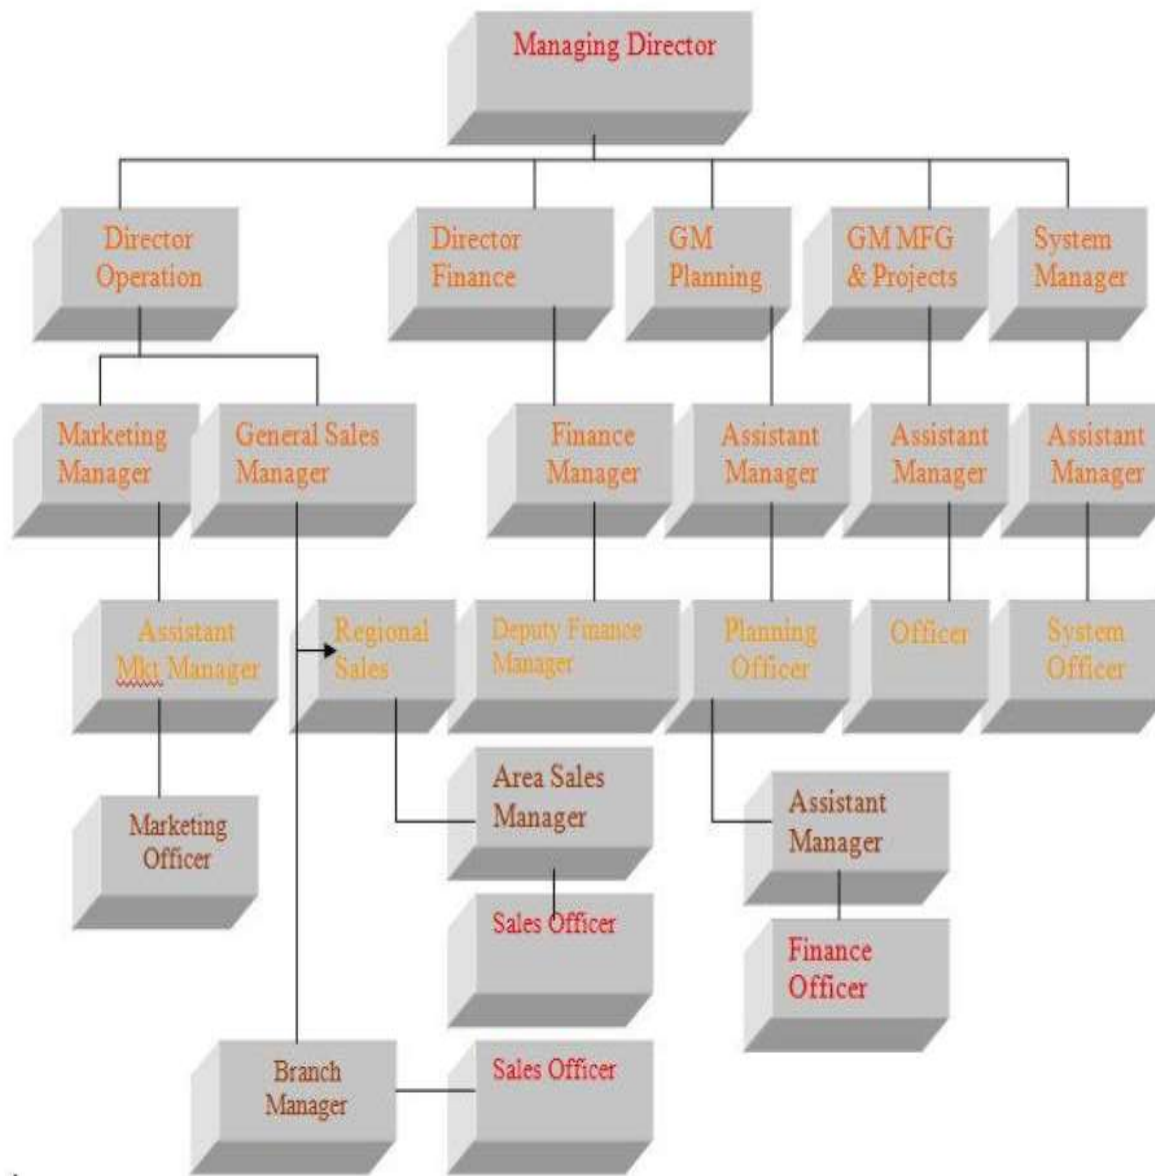 Managing Director
Director
Operation
Director
Finance
GM
Planning
GM MFG
& Projects
System
Manager
Marketing
Manager
General Sales
Manager
Finance
Manager
Assistant
Manager
Assistant
Manager
Assistant
Manager
Assistant
Mkt Manager
Regional
Sales
Deputy Finance
Manager
Planning
Officer
Officer
System
Officer
Marketing
Officer
Area Sales
Manager
Assistant
Manager
Sales Officer
Finance
Officer
Branch
Manager
Sales Officer